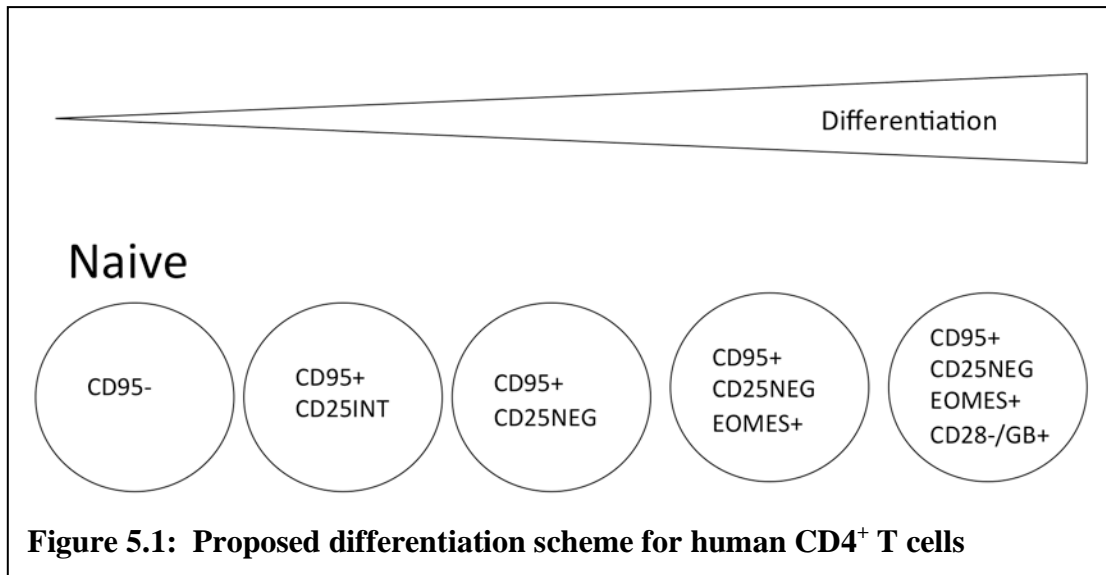 Differentiation
Naive
CD95-
CD95+
CD25INT
CD95+
CD25NEG
CD95+
CD25NEG
EOMES+
CD95+
CD25NEG
EOMES+
CD28-/GB+
Figure 5.1: Proposed differentiation scheme for human CD4⁺ T cells